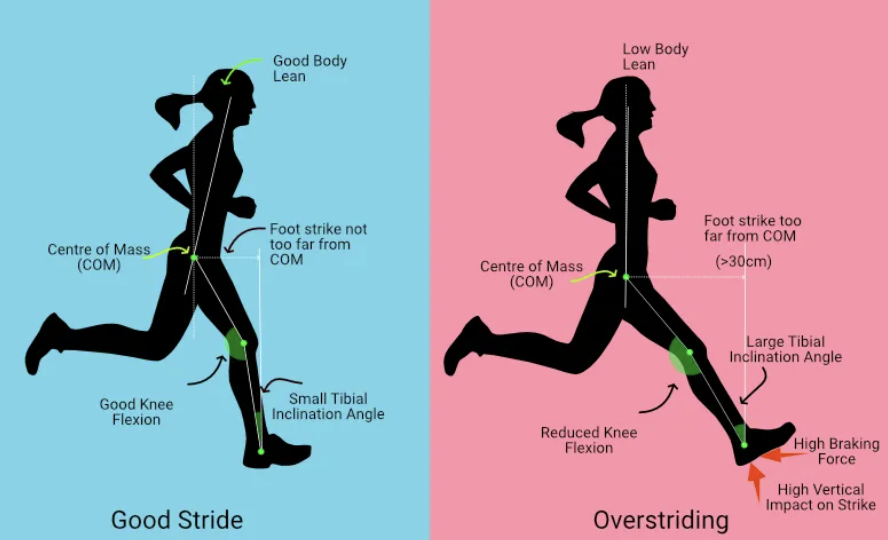 Good Body
Lean
Foot strike not
too far from
COM
Centre of Mass
(COM)
Good Knee
Flexion
Small Tibial
Inclination Angle
Good Stride
Low Body
Lean
Foot strike too
far from COM
(>30cm)
Centre of Mass
(COM)
Large Tibial
Inclination Angle
Reduced Knee
Flexion
High Braking
Force
High Vertical
Impact on Strike
Overstriding